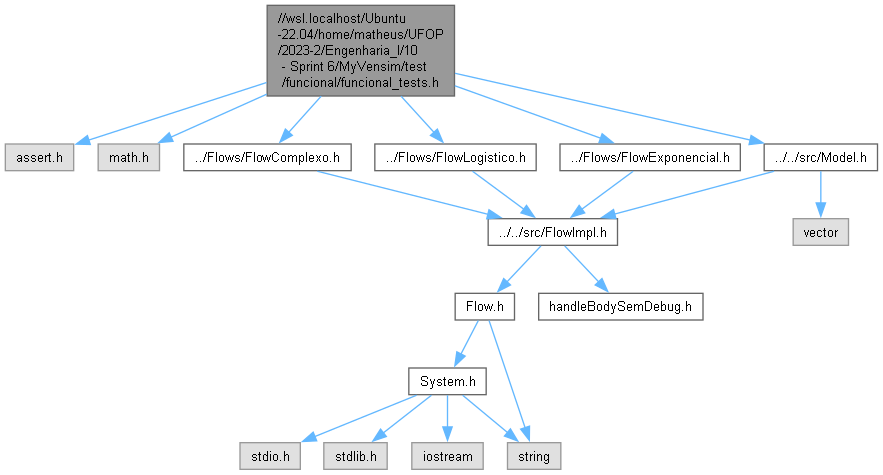 //wsl.localhost/Ubuntu
-22.04/home/matheus/UFOP
/2023-2/Engenharia_I/10
- Sprint 6/MyVensim/test
/funcional/funcional_tests.h
assert.h
math.h
../Flows/FlowComplexo.h
../Flows/FlowLogistico.h
../Flows/FlowExponencial.h
../../src/Model.h
../../src/FlowImpl.h
vector
Flow.h
handleBodySemDebug.h
System.h
stdio.h
stdlib.h
iostream
string